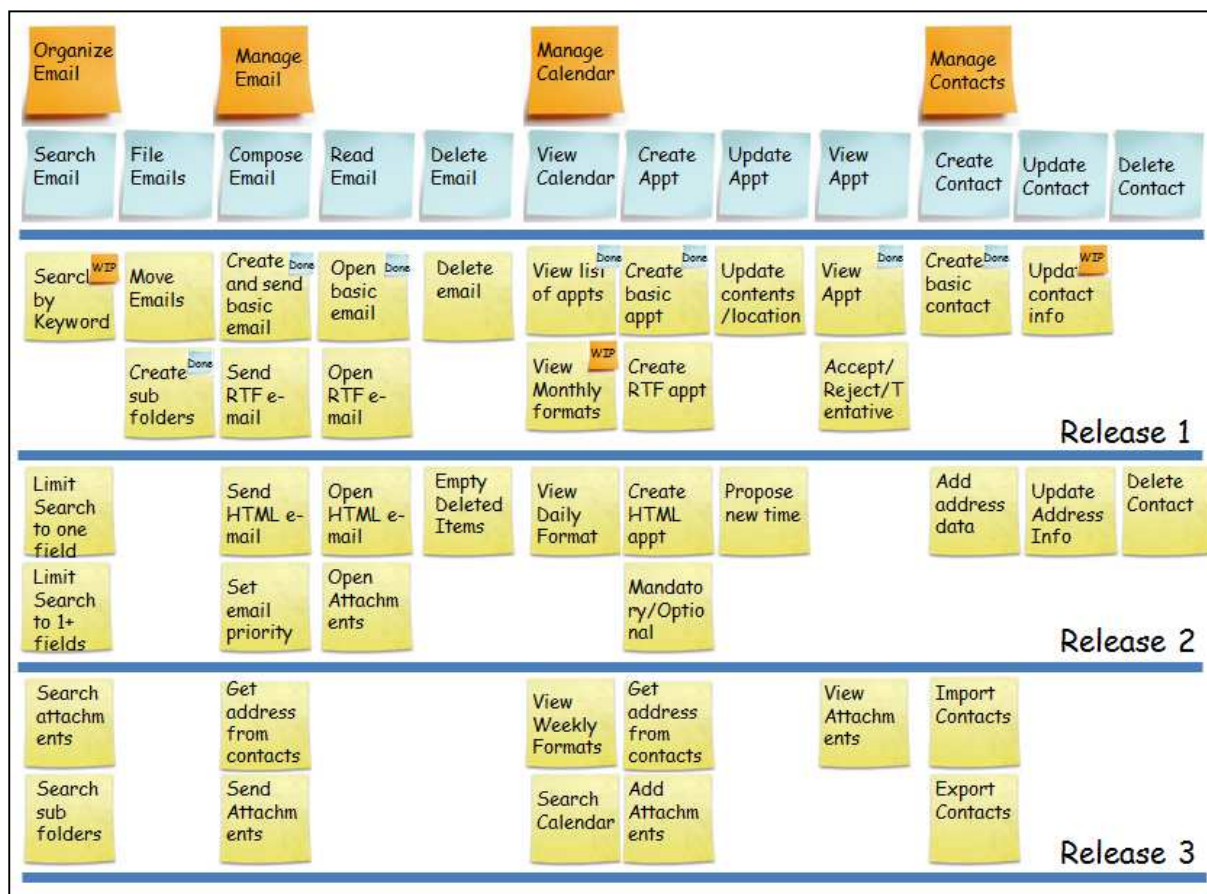 Organize
Email
Manage
Email
Manage
Calendar
Manage
Contacts
Search
Email
File
Emails
Compose
Email
Read
Email
Delete
Email
View
Calendar
Create
Appt
Update
Appt
View
Appt
Create
Contact
Update
Contact
Delete
Contact
Search
by
Keyword
WIP
Move
Emails
Create
and send
basic
email
Done
Open
basic
email
Done
Delete
email
View list
of appts
Done
Create
basic
appt
Done
Update
contents
/location
View
Appt
Done
Create
basic
contact
Done
Update
contact
info
WIP
Create
sub
folders
Done
Send
RTF e-
mail
Open
RTF e-
mail
View
Monthly
formats
WIP
Create
RTF appt
Accept/
Reject/T
entative
Release 1
Limit
Search
to one
field
Send
HTML e-
mail
Open
HTML e-
mail
Empty
Deleted
Items
View
Daily
Format
Create
HTML
appt
Propose
new time
Add
address
data
Update
Address
Info
Delete
Contact
Limit
Search
to 1+
fields
Set
email
priority
Open
Attachm
ents
Mandato
ry/Optio
nal
Release 2
Search
attachm
ents
Get
address
from
contacts
View
Weekly
Formats
Get
address
from
contacts
View
Attachm
ents
Import
Contacts
Search
sub
folders
Send
Attachm
ents
Search
Calendar
Add
Attachm
ents
Export
Contacts
Release 3